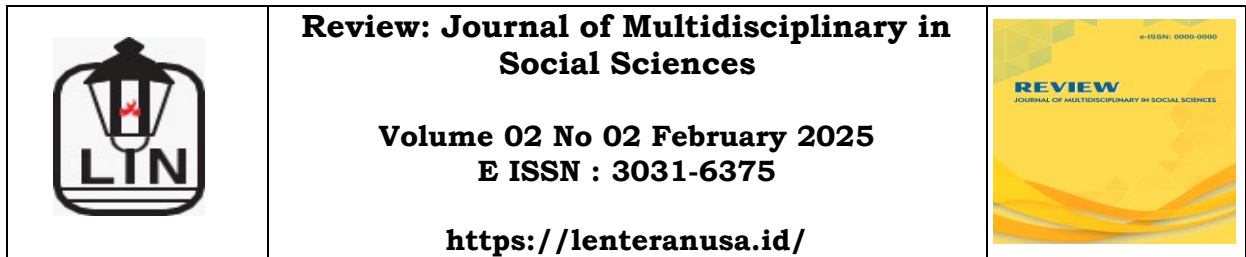 LIN
Review: Journal of Multidisciplinary in
Social Sciences
Volume 02 No 02 February 2025
E ISSN : 3031-6375
https://lenteranusa.id/
e-ISSN: 0000-0000
REVIEW
JOURNAL OF MULTIDISCIPLINARY IN SOCIAL SCIENCES